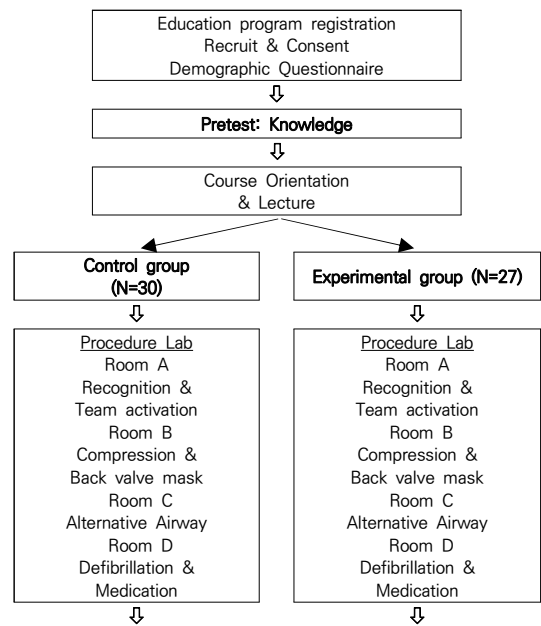 Education program registration
Recruit & Consent
Demographic Questionnaire
Pretest: Knowledge
Course Orientation
& Lecture
Control group
(N=30)
Experimental group (N=27)
Procedure Lab
Room A
Recognition &
Team activation
Room B
Compression &
Back valve mask
Room C
Alternative Airway
Room D
Defibrillation &
Medication
Procedure Lab
Room A
Recognition &
Team activation
Room B
Compression &
Back valve mask
Room C
Alternative Airway
Room D
Defibrillation &
Medication